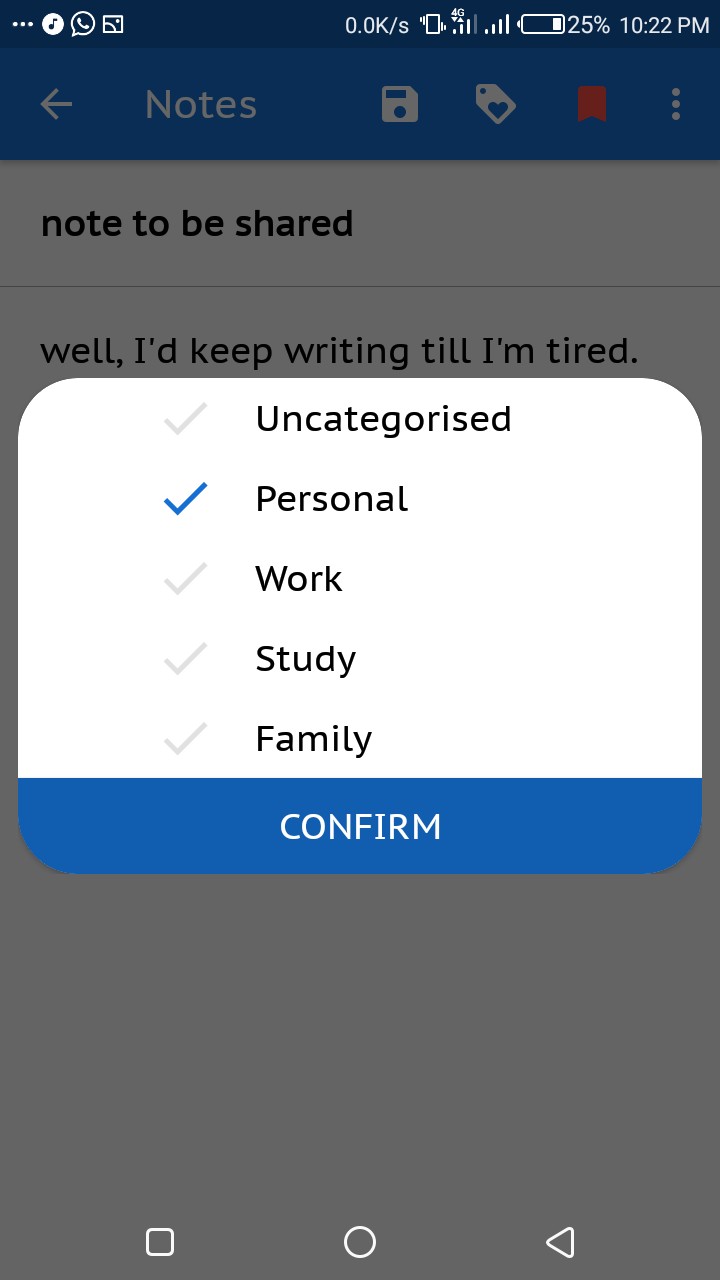 0.0K/s 4G 25% 10:22 PM
Notes
note to be shared
well, I'd keep writing till I'm tired.
Uncategorised
Personal
Work
Study
Family
CONFIRM